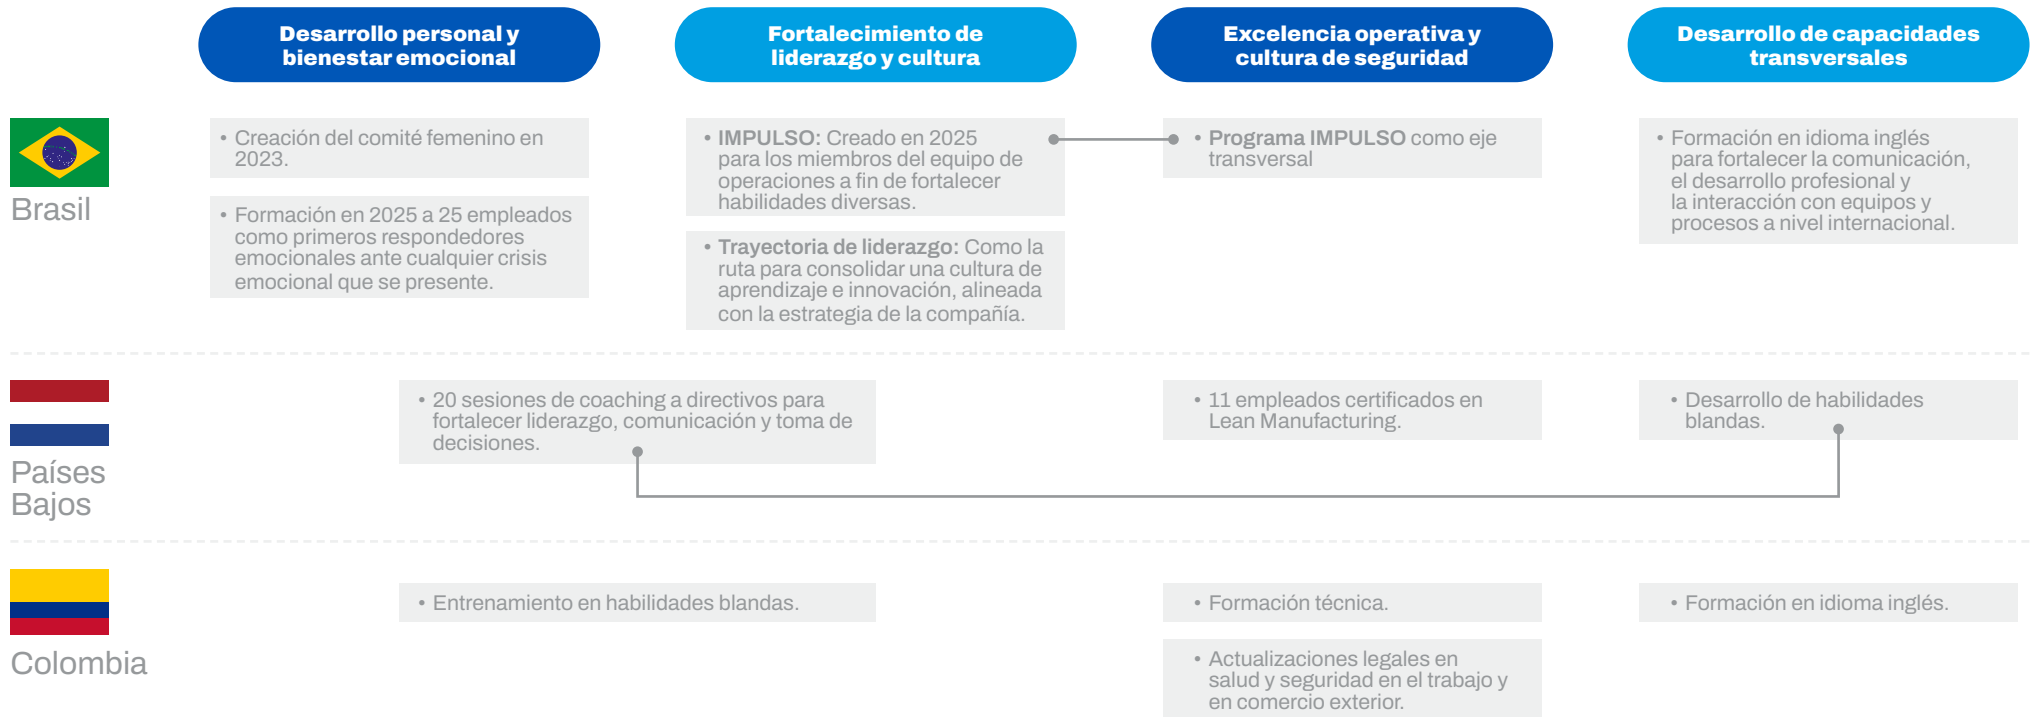 Desarrollo personal y
bienestar emocional
Fortalecimiento de
liderazgo y cultura
Excelencia operativa y
cultura de seguridad
Desarrollo de capacidades
transversales
Brasil
• Creación del comité femenino en
2023.
• Formación en 2025 a 25 empleados
como primeros respondedores
emocionales ante cualquier crisis
emocional que se presente.
• IMPULSO: Creado en 2025
para los miembros del equipo de
operaciones a fin de fortalecer
habilidades diversas.
• Trayectoria de liderazgo: Como la
ruta para consolidar una cultura de
aprendizaje e innovación, alineada
con la estrategia de la compañía.
• Programa IMPULSO como eje
transversal
• Formación en idioma inglés
para fortalecer la comunicación,
el desarrollo profesional y
la interacción con equipos y
procesos a nivel internacional.
Países
Bajos
• 20 sesiones de coaching a directivos para
fortalecer liderazgo, comunicación y toma de
decisiones.
• 11 empleados certificados en
Lean Manufacturing.
• Desarrollo de habilidades
blandas.
Colombia
• Entrenamiento en habilidades blandas.
• Formación técnica.
• Actualizaciones legales en
salud y seguridad en el trabajo y
en comercio exterior.
• Formación en idioma inglés.